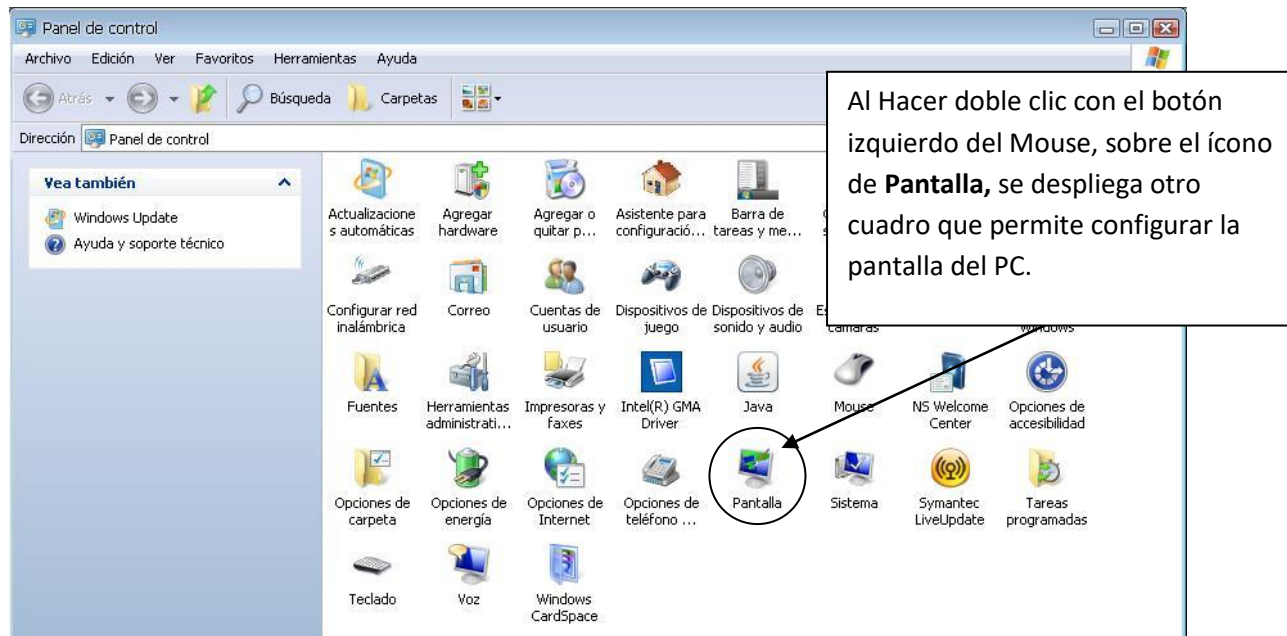 Panel de control
Archivo Edición Ver Favoritos Herramientas Ayuda
Atrás Búsqueda Carpetas
Dirección Panel de control
Al Hacer doble clic con el botón
izquierdo del Mouse, sobre el ícono
de Pantalla, se despliega otro
cuadro que permite configurar la
pantalla del PC.
Vea también
Windows Update
Ayuda y soporte técnico
Actualizacione Agregar Agregar o Asistente para Barra de
s automáticas hardware quitar p... configuració... tareas y me...
Configurar red Correo Cuentas de Dispositivos de Dispositivos de
inalámbrica usuario juego sonido y audio cámaras Windows
Fuentes Herramientas Impresoras y Intel(R) GMA Java Mouse NS Welcome Opciones de
administrati... faxes Driver Center accesibilidad
Opciones de Opciones de Opciones de Opciones de Pantalla Sistema Symantec Tareas
carpeta energía Internet teléfono ... LiveUpdate programadas
Teclado Voz Windows
CardSpace